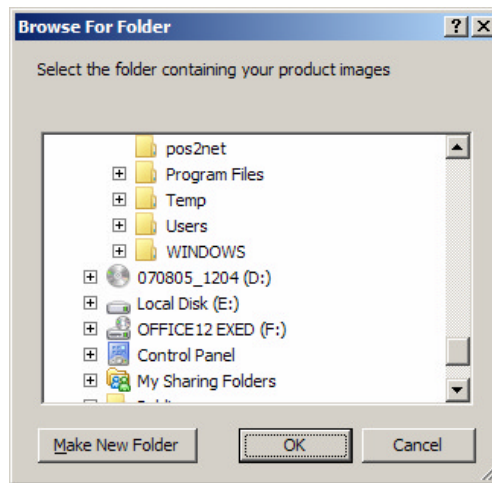 Browse For Folder
Select the folder containing your product images
pos2net
Program Files
Temp
Users
WINDOWS
070805_1204 (D:)
Local Disk (E:)
OFFICE12 EXED (F:)
Control Panel
My Sharing Folders
Make New Folder OK Cancel